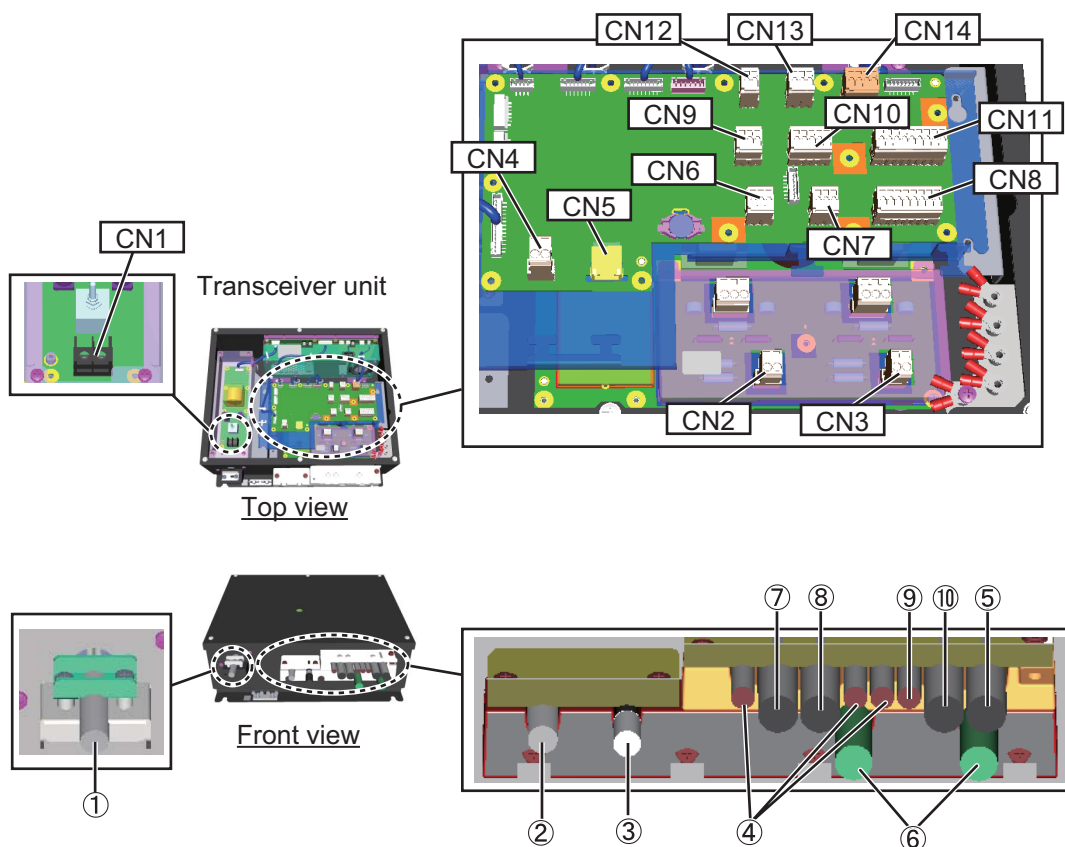 CN12 CN13 CN14
CN9 CN10 CN11
CN4 CN6 CN8
CN5
CN7
CN1
Transceiver unit
CN2 CN3
Top view
⑦ ⑧ ⑨ ⑩ ⑤
Front view
① ② ③ ④ ⑥